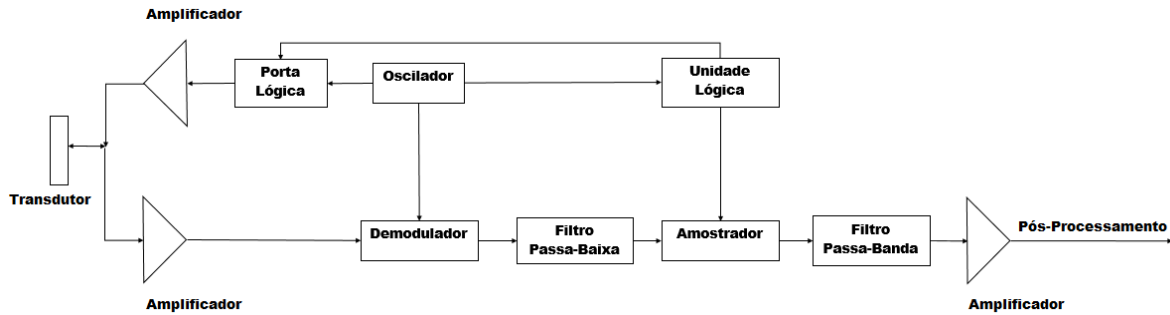 Amplificador
Porta
Lógica
Oscilador
Unidade
Lógica
Transdutor
Demodulador
Filtro
Passa-Baixa
Amostrador
Filtro
Passa-Banda
Pós-Processamento
Amplificador
Amplificador